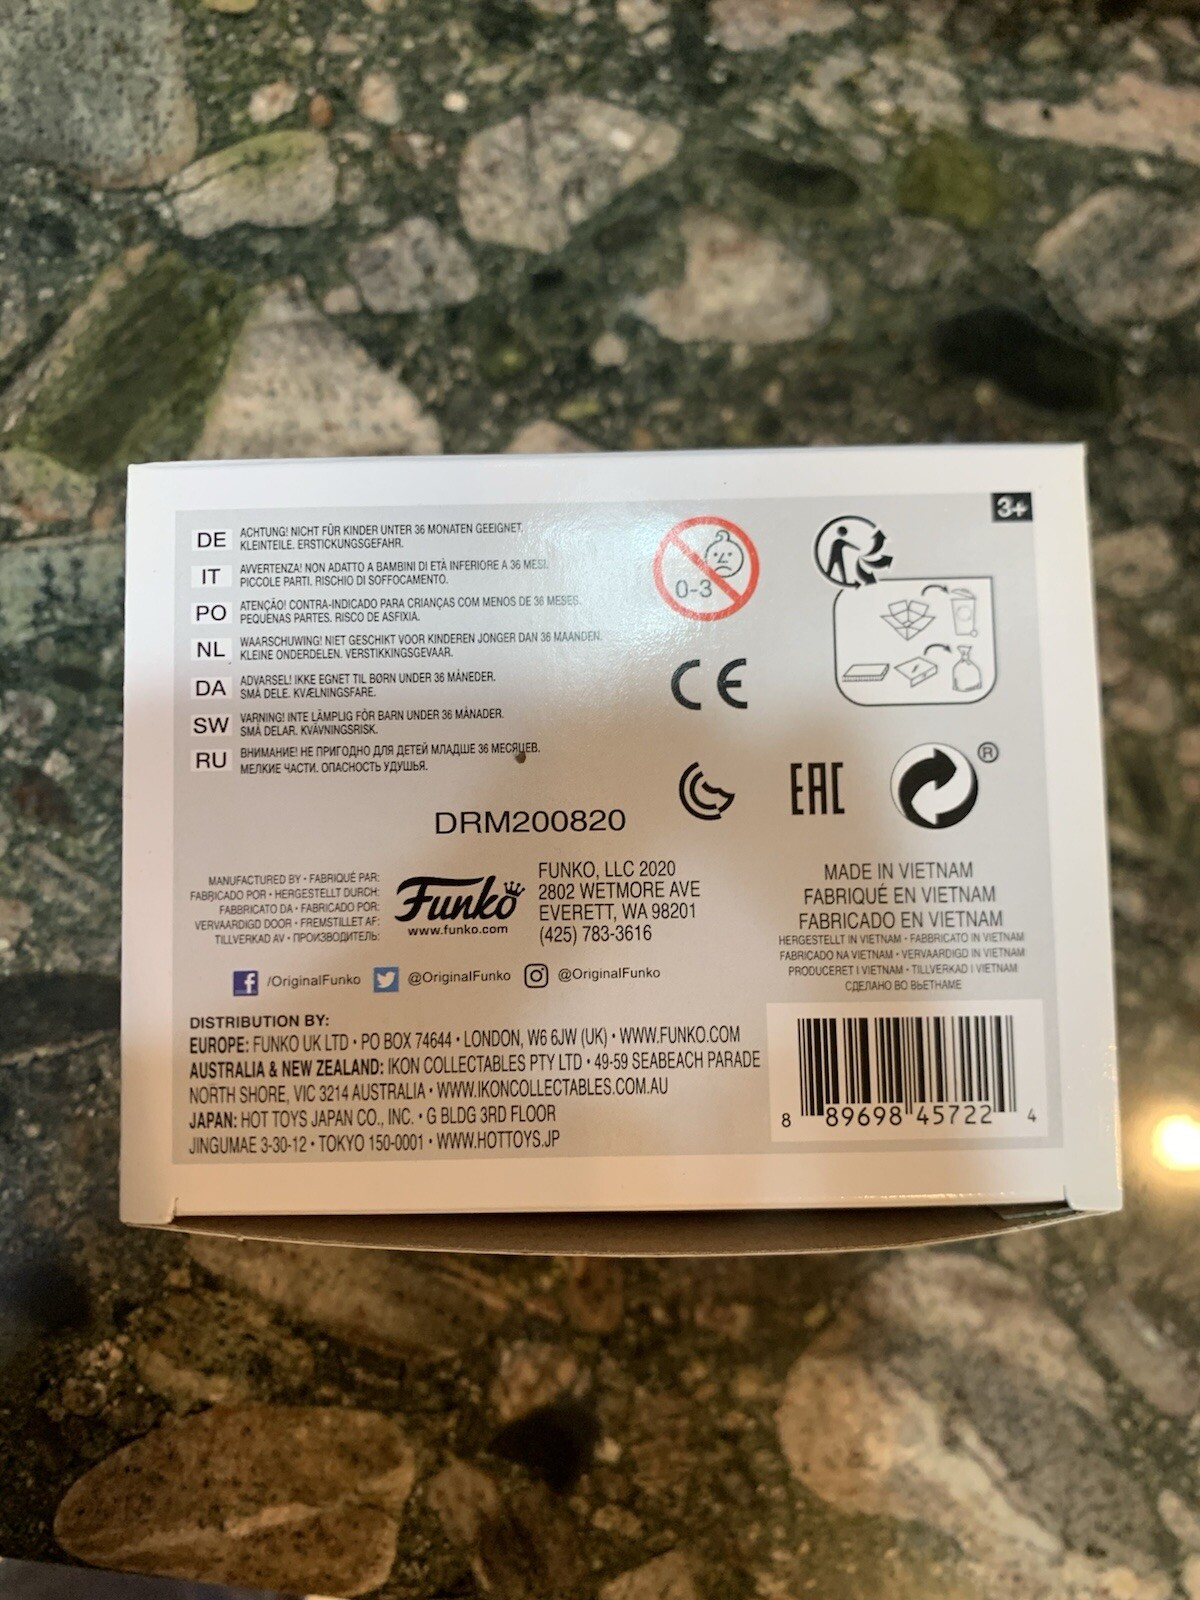 3+
DE
ACHTUNG! NICHT FÜR KINDER UNTER 36 MONATEN GEEIGNET.
KLEINTEILE. ERSTICKUNGSGEFAHR.
IT
AVVERTENZA! NON ADATTO A BAMBINI DI ETÀ INFERIORE A 36 MESI.
PICCOLE PARTI. RISCHIO DI SOFFOCAMENTO.
PO
ATENÇÃO! CONTRA-INDICADO PARA CRIANÇAS COM MENOS DE 36 MESES.
PEQUENAS PARTES. RISCO DE ASFIXIA.
NL
WAARSCHUWING! NIET GESCHIKT VOOR KINDEREN JONGER DAN 36 MAANDEN.
KLEINE ONDERDELEN. VERSTIKKINGSGEVAAR.
DA
ADVARSEL! IKKE EGNET TIL BØRN UNDER 36 MÅNEDER.
SMÅ DELE. KVÆLNINGSFARE.
SW
VARNING! INTE LÄMPLIG FÖR BARN UNDER 36 MÅNADER.
SMÅ DELAR. KVÄVNINGSRISK.
RU
ВНИМАНИЕ! НЕ ПРИГОДНО ДЛЯ ДЕТЕЙ МЛАДШЕ 36 МЕСЯЦЕВ.
МЕЛКИЕ ЧАСТИ. ОПАСНОСТЬ УДУШЬЯ.
0-3
CE
EAC
®
DRM200820
MANUFACTURED BY • FABRIQUÉ PAR:
FABRICADO POR • HERGESTELLT DURCH:
FABBRICATO DA • FABRICADO POR:
VERVAARDIGD DOOR • FREMSTILLET AF:
TILLVERKAD AV • ПРОИЗВОДИТЕЛЬ:
Funko
www.funko.com
FUNKO, LLC 2020
2802 WETMORE AVE
EVERETT, WA 98201
(425) 783-3616
MADE IN VIETNAM
FABRIQUÉ EN VIETNAM
FABRICADO EN VIETNAM
HERGESTELLT IN VIETNAM • FABBRICATO IN VIETNAM
FABRICADO NA VIETNAM • VERVAARDIGD IN VIETNAM
PRODUCERET I VIETNAM • TILLVERKAD I VIETNAM
СДЕЛАНО ВО ВЬЕТНАМЕ
f /OriginalFunko @OriginalFunko @OriginalFunko
DISTRIBUTION BY:
EUROPE: FUNKO UK LTD • PO BOX 74644 • LONDON, W6 6JW (UK) • WWW.FUNKO.COM
AUSTRALIA & NEW ZEALAND: IKON COLLECTABLES PTY LTD • 49-59 SEABEACH PARADE
NORTH SHORE, VIC 3214 AUSTRALIA • WWW.IKONCOLLECTABLES.COM.AU
JAPAN: HOT TOYS JAPAN CO., INC. • G BLDG 3RD FLOOR
JINGUMAE 3-30-12 • TOKYO 150-0001 • WWW.HOTTOYS.JP
8 89698 45722 4